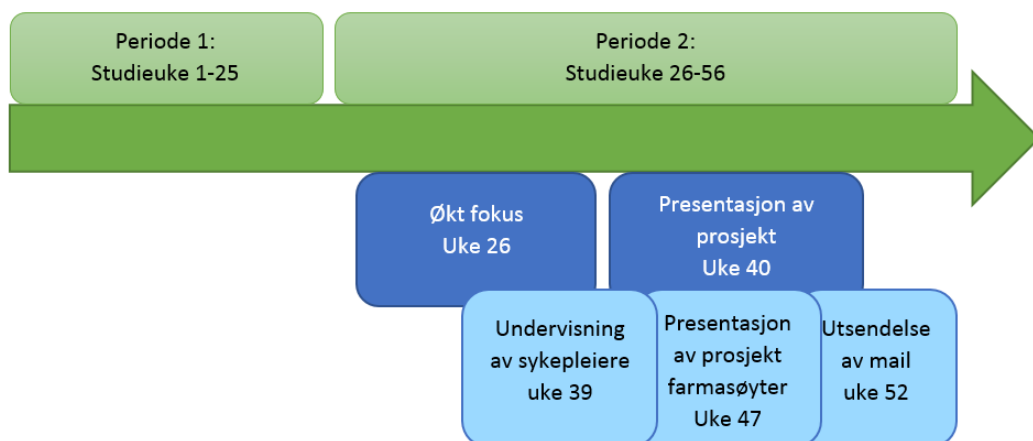 Periode 1:
Studieuke 1-25
Periode 2:
Studieuke 26-56
Økt fokus
Uke 26
Presentasjon av
prosjekt
Uke 40
Undervisning
av sykepleiere
uke 39
Presentasjon
av prosjekt
farmasøyter
Uke 47
Utsendelse
av mail
uke 52